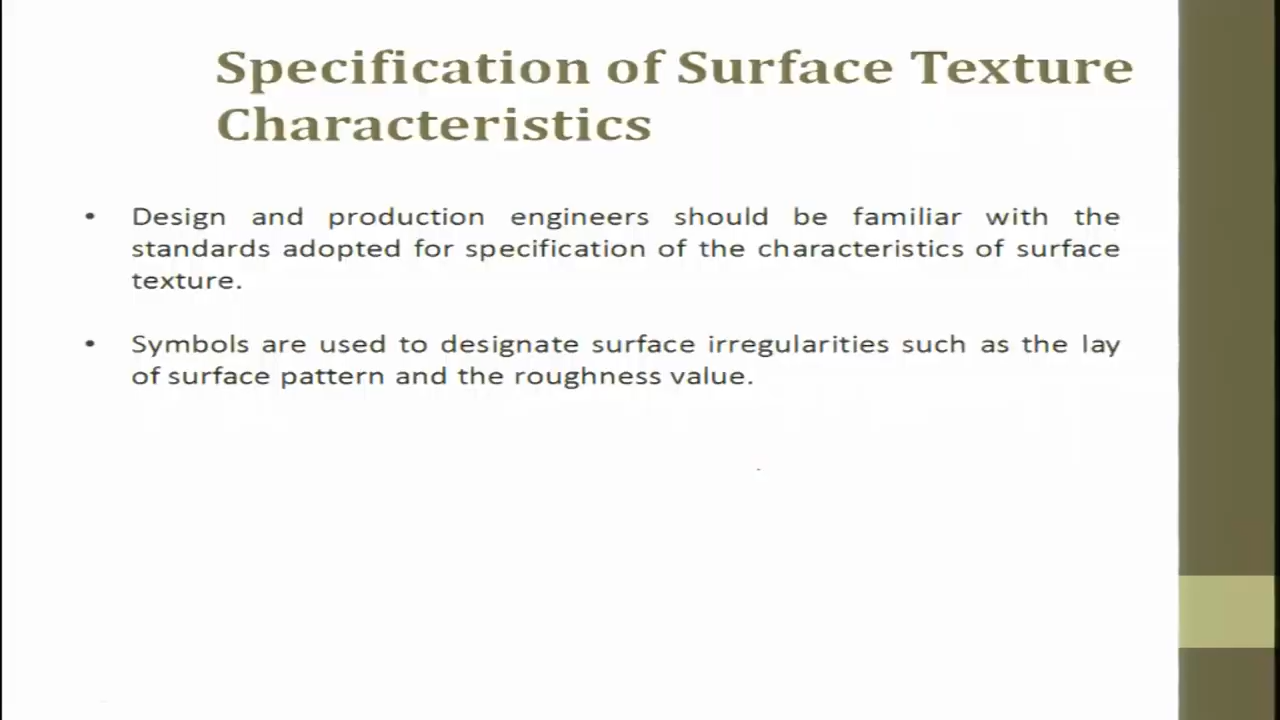 Specification of Surface Texture
Characteristics
• Design and production engineers should be familiar with the
standards adopted for specification of the characteristics of surface
texture.
• Symbols are used to designate surface irregularities such as the lay
of surface pattern and the roughness value.